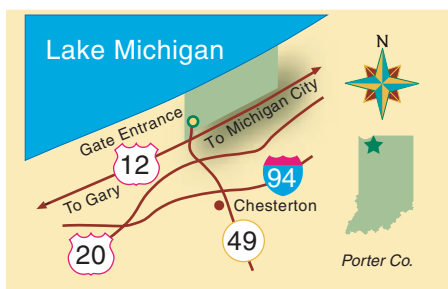 Lake Michigan
N
Gate Entrance
To Michigan City
12
To Gary
94
Chesterton
20
49
Porter Co.